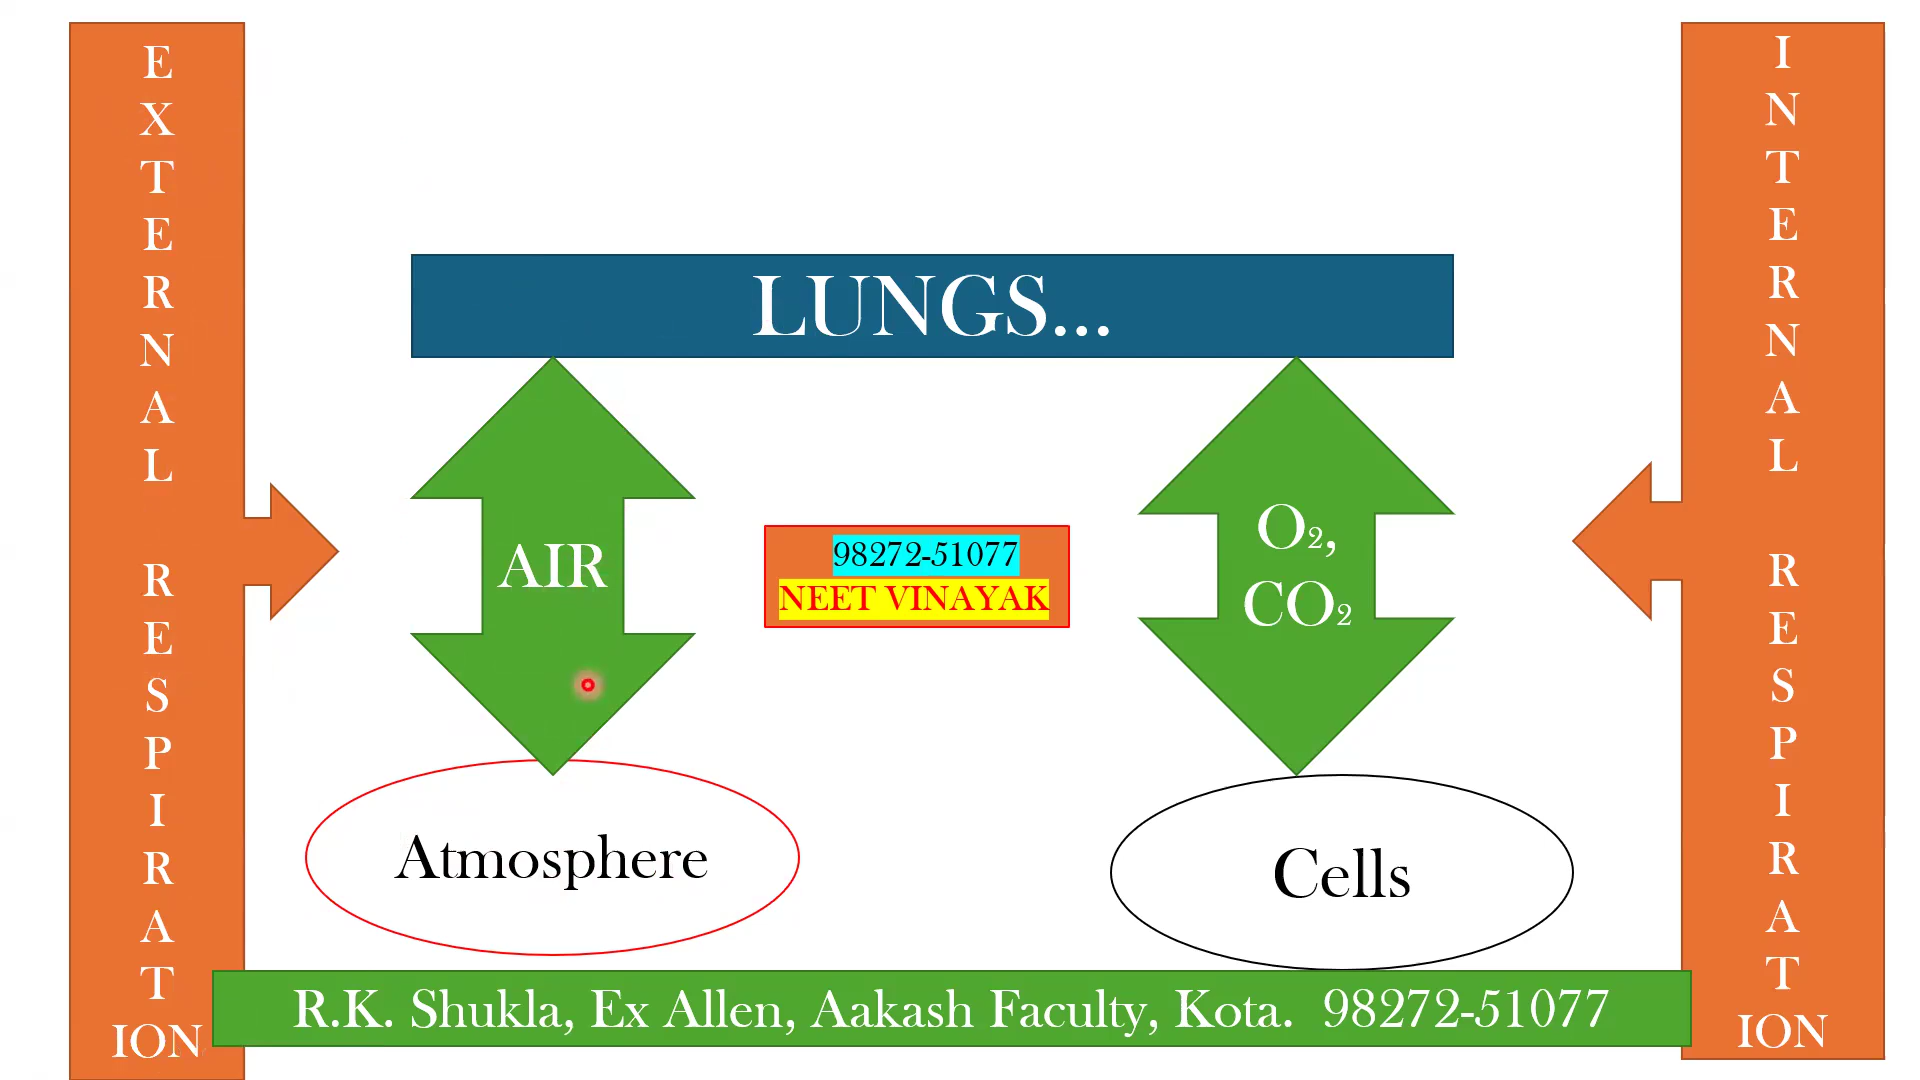 EXTERNAL RESPIRATION
LUNGS...
AIR
98272-51077
NEET VINAYAK
O₂,
CO₂
Atmosphere
Cells
INTERNAL RESPIRATION
R.K. Shukla, Ex Allen, Aakash Faculty, Kota. 98272-51077